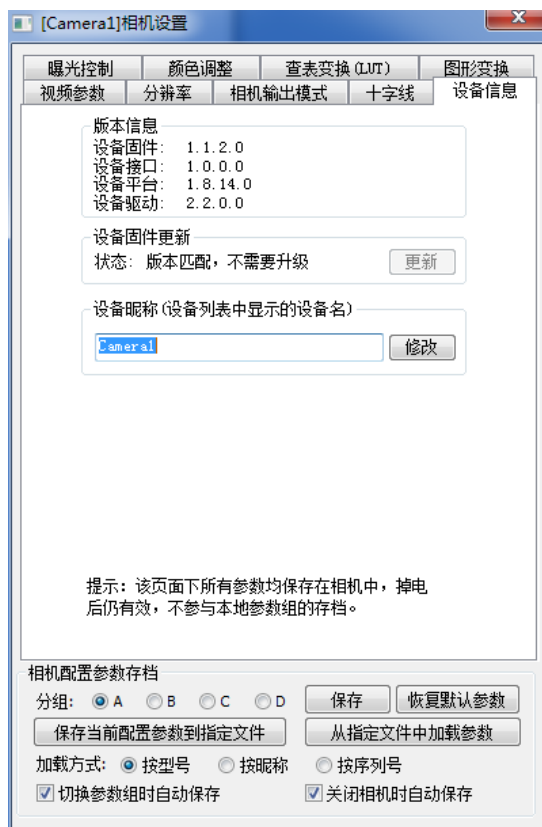 [Camera1]相机设置
曝光控制 颜色调整 查表变换(LUT) 图形变换
视频参数 分辨率 相机输出模式 十字线 设备信息
版本信息
设备固件: 1.1.2.0
设备接口: 1.0.0.0
设备平台: 1.8.14.0
设备驱动: 2.2.0.0
设备固件更新
状态: 版本匹配,不需要升级 更新
设备昵称(设备列表中显示的设备名)
Camera1 修改
提示: 该页面下所有参数均保存在相机中,掉电
后仍有效,不参与本地参数组的存档。
相机配置参数存档
分组: A B C D 保存 恢复默认参数
保存当前配置参数到指定文件 从指定文件中加载参数
加载方式: 按型号 按昵称 按序列号
切换参数组时自动保存 关闭相机时自动保存